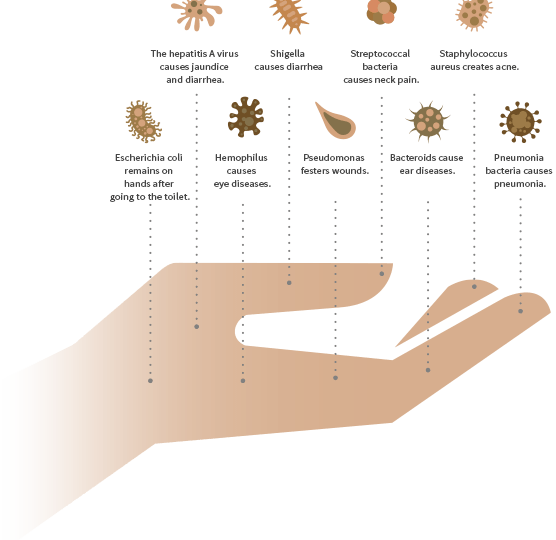 The hepatitis A virus
causes jaundice
and diarrhea.
Shigella
causes diarrhea
Streptococcal
bacteria
causes neck pain.
Staphylococcus
aureus creates acne.
Escherichia coli
remains on
hands after
going to the toilet.
Hemophilus
causes
eye diseases.
Pseudomonas
festers wounds.
Bacteroids cause
ear diseases.
Pneumonia
bacteria causes
pneumonia.